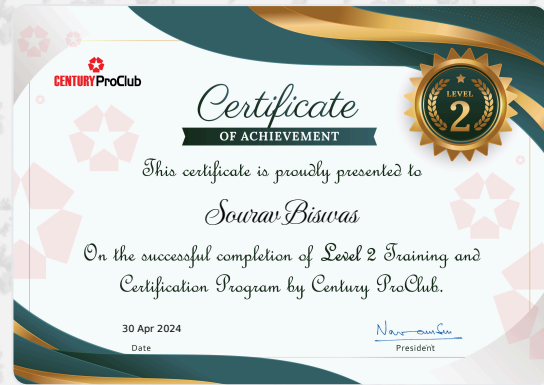 CENTURY ProClub
LEVEL
2
Certificate
OF ACHIEVEMENT
This certificate is proudly presented to
Sourav Biswas
On the successful completion of Level 2 Training and
Certification Program by Century ProClub.
30 Apr 2024
Date
President